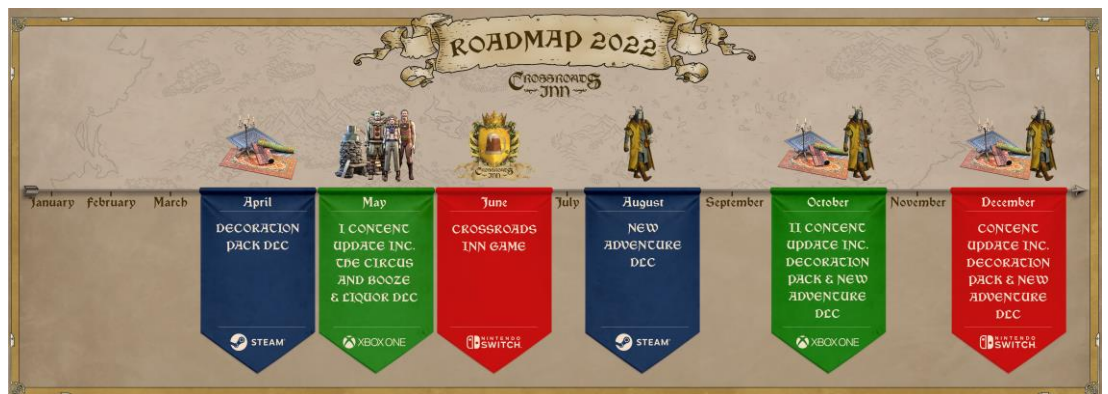 ROADMAP 2022
CROSSROADS
INN
CROSSROADS
INN
January
February
March
April
DECORATION
PACK DLC
STEAM
May
I CONTENT
UPDATE INC.
THE CIRCUS
AND BOOZE
& LIQUOR DLC
XBOX ONE
June
CROSSROADS
INN GAME
NINTENDO
SWITCH
July
August
NEW
ADVENTURE
DLC
STEAM
September
October
II CONTENT
UPDATE INC.
DECORATION
PACK & NEW
ADVENTURE
DLC
XBOX ONE
November
December
CONTENT
UPDATE INC.
DECORATION
PACK & NEW
ADVENTURE
DLC
NINTENDO
SWITCH